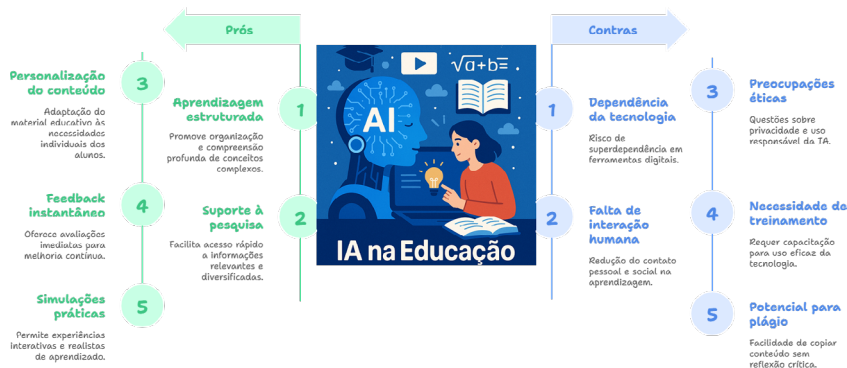 Prós
1
Aprendizagem
estruturada
Promove organização
e compreensão
profunda de conceitos
complexos.
2
Suporte à
pesquisa
Facilita acesso rápido
a informações
relevantes e
diversificadas.
3
Personalização
do conteúdo
Adaptação do
material educativo às
necessidades
individuais dos
alunos.
4
Feedback
instantâneo
Oferece avaliações
imediatas para
melhoria contínua.
5
Simulações
práticas
Permite experiências
interativas e realistas
de aprendizado.
√a+b=
AI
IA na Educação
Contras
1
Dependência
da tecnologia
Risco de
superdependência em
ferramentas digitais.
2
Falta de
interação
humana
Redução do contato
pessoal e social na
aprendizagem.
3
Preocupações
éticas
Questões sobre
privacidade e uso
responsável da IA.
4
Necessidade de
treinamento
Requer capacitação
para uso eficaz da
tecnologia.
5
Potencial para
plágio
Facilidade de copiar
conteúdo sem
reflexão crítica.